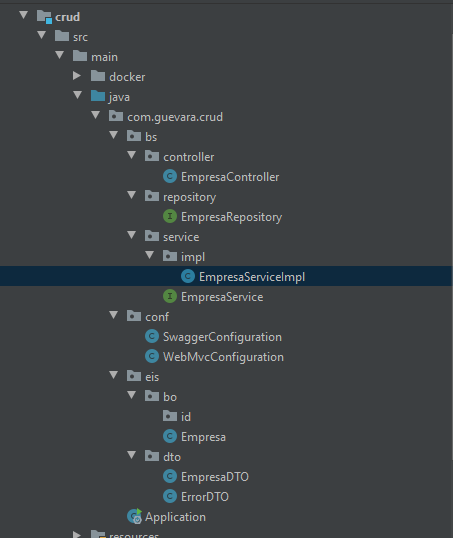 crud
src
main
docker
java
com.guevara.crud
bs
controller
EmpresaController
repository
EmpresaRepository
service
impl
EmpresaServiceImpl
EmpresaService
conf
SwaggerConfiguration
WebMvcConfiguration
eis
bo
id
Empresa
dto
EmpresaDTO
ErrorDTO
Application
resources